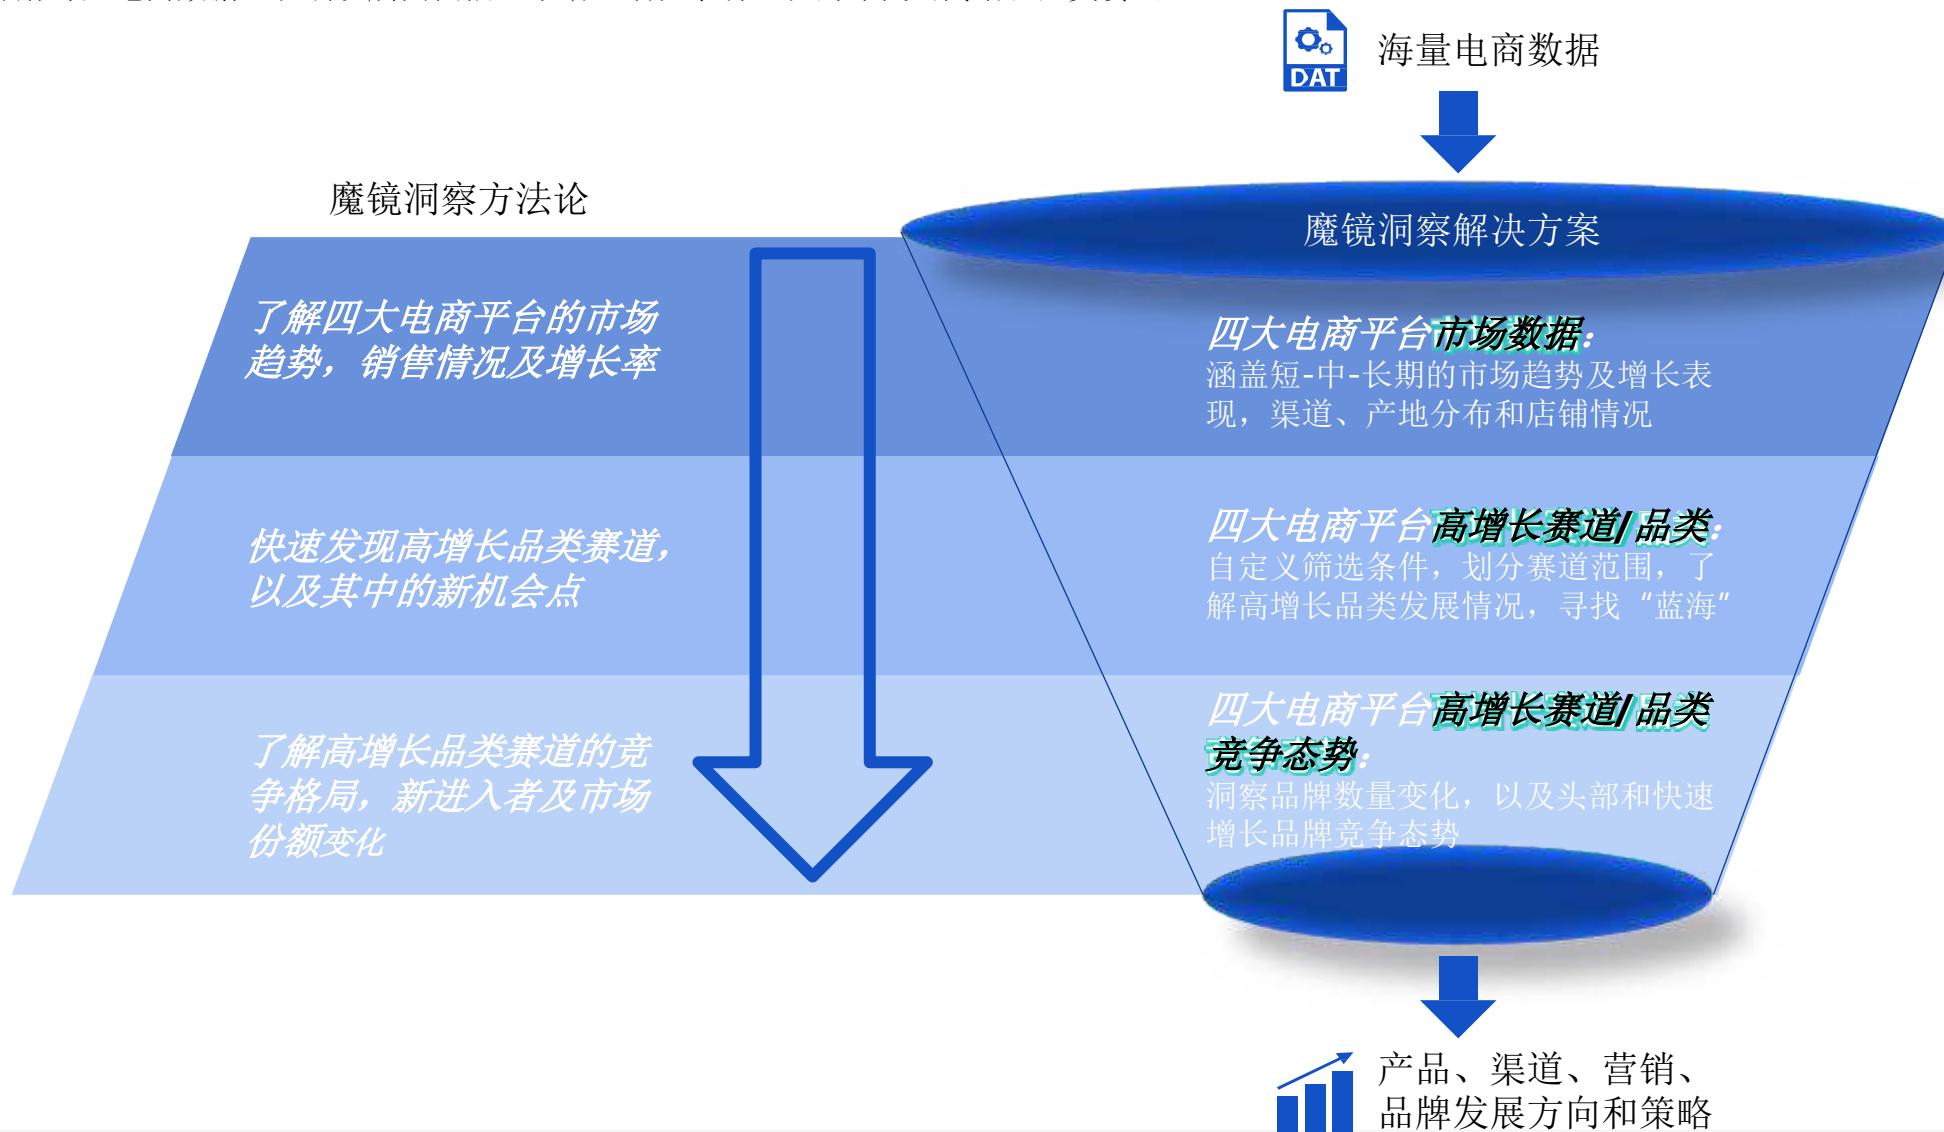 DAT
海量电商数据
魔镜洞察方法论
魔镜洞察解决方案
了解四大电商平台的市场
趋势，销售情况及增长率
四大电商平台市场数据：
涵盖短-中-长期的市场趋势及增长表
现，渠道、产地分布和店铺情况
快速发现高增长品类赛道，
以及其中的新机会点
四大电商平台高增长赛道/品类：
自定义筛选条件，划分赛道范围，了
解高增长品类发展情况，寻找“蓝海”
了解高增长品类赛道的竞
争格局，新进入者及市场
份额变化
四大电商平台高增长赛道/品类
竞争态势：
洞察品牌数量变化，以及头部和快速
增长品牌竞争态势
产品、渠道、营销、
品牌发展方向和策略